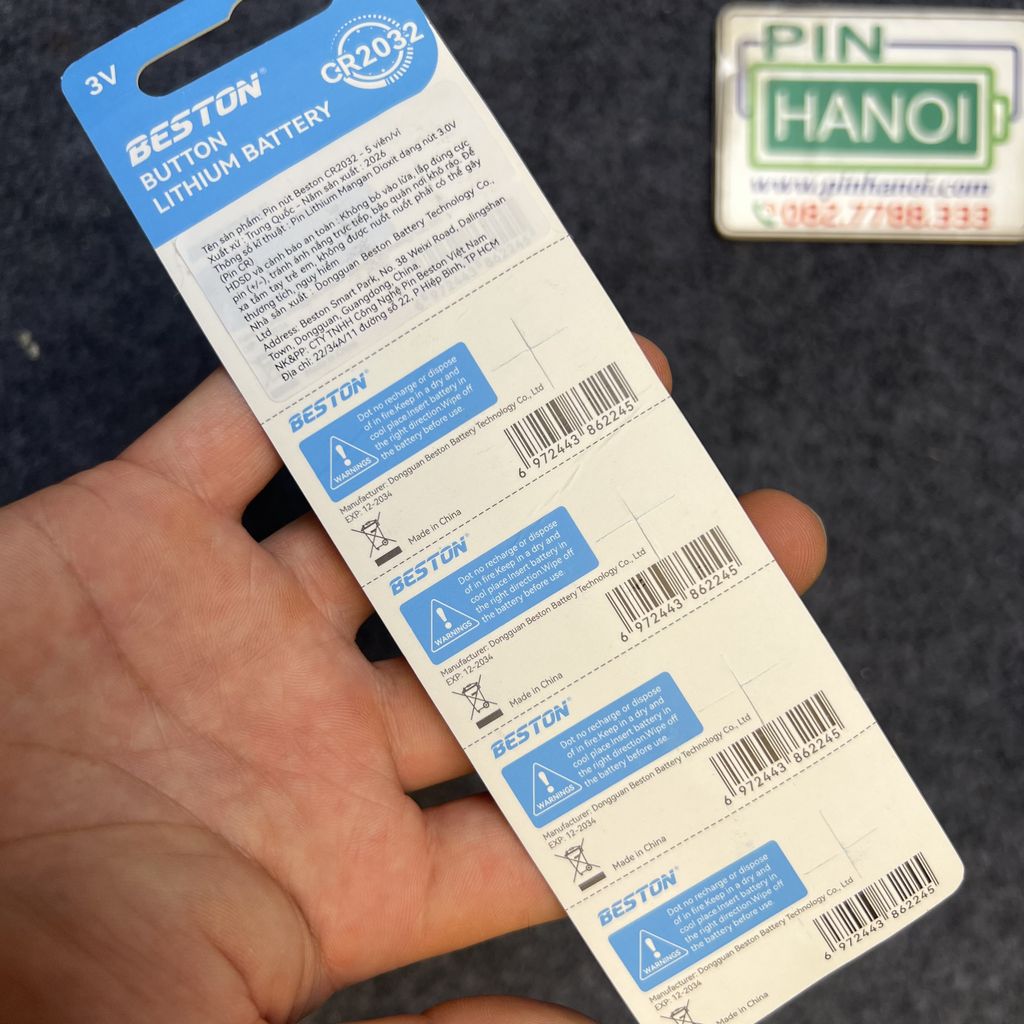 3V
CR2032
BESTON
BUTTON
LITHIUM BATTERY
Tên sản phẩm: Pin nút Beston CR2032 - 5 viên/vỉ
Xuất xứ : Trung Quốc - Năm sản xuất : 2026
Thông số kĩ thuật : Pin Lithium Mangan Dioxit dạng nút 3.0V
(Pin CR)
HDSD và cảnh báo an toàn : Không bỏ vào lửa, lắp đúng cực
pin (+/-), tránh ánh nắng trực tiếp, bảo quản nơi khô ráo. Để
xa tầm tay trẻ em, không được nuốt nuốt phải có thể gây
thương tích, nguy hiểm
Nhà sản xuất : Dongguan Beston Battery Technology Co.,
Ltd
Address: Beston Smart Park, No, 38 Weixi Road, Dalingshan
Town, Dongguan, Guangdong, China.
NK&PP: CTY TNHH Công Nghệ Pin Beston Việt Nam
Địa chỉ: 22/34A/11 đường số 22, P Hiệp Bình, TP HCM
BESTON
Dot no recharge or dispose
of in fire.Keep in a dry and
cool place.Insert battery in
the right direction.Wipe off
the battery before use.
WARNINGS
Manufacturer: Dongguan Beston Battery Technology Co., Ltd
EXP: 12-2034
Made in China
6 972443 862245
BESTON
Dot no recharge or dispose
of in fire.Keep in a dry and
cool place.Insert battery in
the right direction.Wipe off
the battery before use.
WARNINGS
Manufacturer: Dongguan Beston Battery Technology Co., Ltd
EXP: 12-2034
Made in China
6 972443 862245
BESTON
Dot no recharge or dispose
of in fire.Keep in a dry and
cool place.Insert battery in
the right direction.Wipe off
the battery before use.
WARNINGS
Manufacturer: Dongguan Beston Battery Technology Co., Ltd
EXP: 12-2034
Made in China
6 972443 862245
BESTON
Dot no recharge or dispose
of in fire.Keep in a dry and
cool place.Insert battery in
the right direction.Wipe off
the battery before use.
WARNINGS
Manufacturer: Dongguan Beston Battery Technology Co., Ltd
EXP: 12-2034
Made in China
6 972443 862245
PIN
HANOI
www.pinhanoi.com
082.7798.333